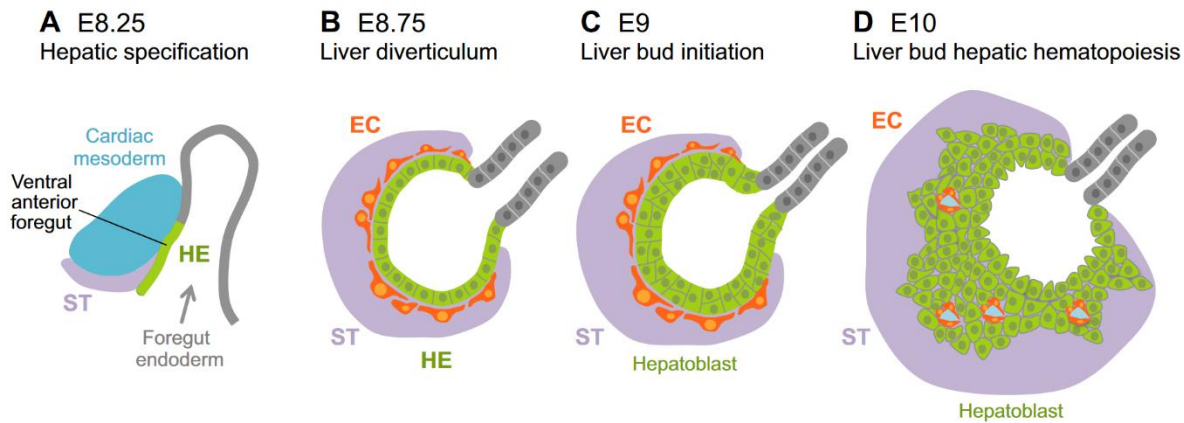 A E8.25
Hepatic specification
Cardiac
mesoderm
Ventral
anterior
foregut
HE
ST
Foregut
endoderm
B E8.75
Liver diverticulum
EC
ST
HE
C E9
Liver bud initiation
EC
ST
Hepatoblast
D E10
Liver bud hepatic hematopoiesis
EC
ST
Hepatoblast